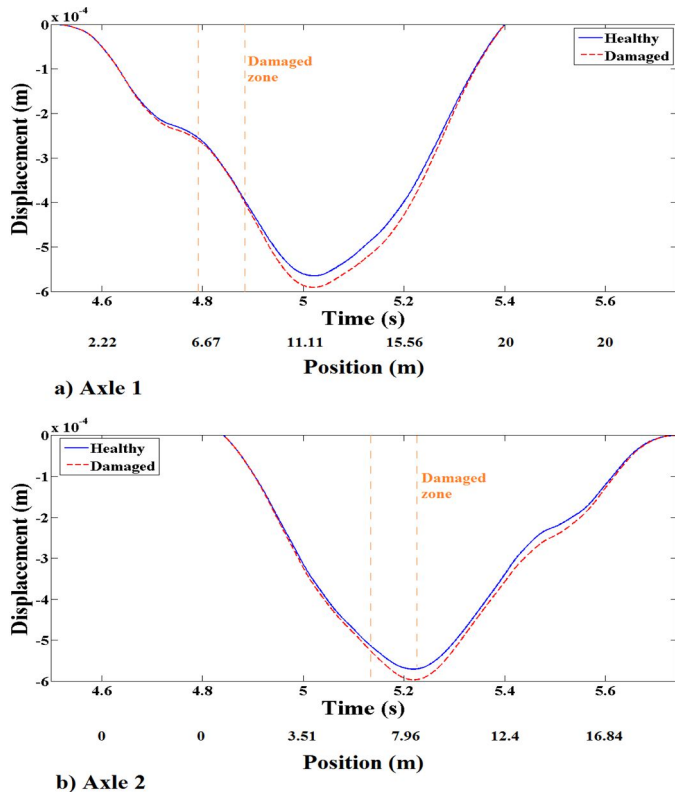 × 10^-4
0
-1
-2
-3
-4
-5
-6
Displacement (m)
Healthy
Damaged
Damaged
zone
4.6 4.8 5 5.2 5.4 5.6
Time (s)
2.22 6.67 11.11 15.56 20 20
Position (m)
a) Axle 1
× 10^-4
0
-1
-2
-3
-4
-5
-6
Displacement (m)
Healthy
Damaged
Damaged
zone
4.6 4.8 5 5.2 5.4 5.6
Time (s)
0 0 3.51 7.96 12.4 16.84
Position (m)
b) Axle 2